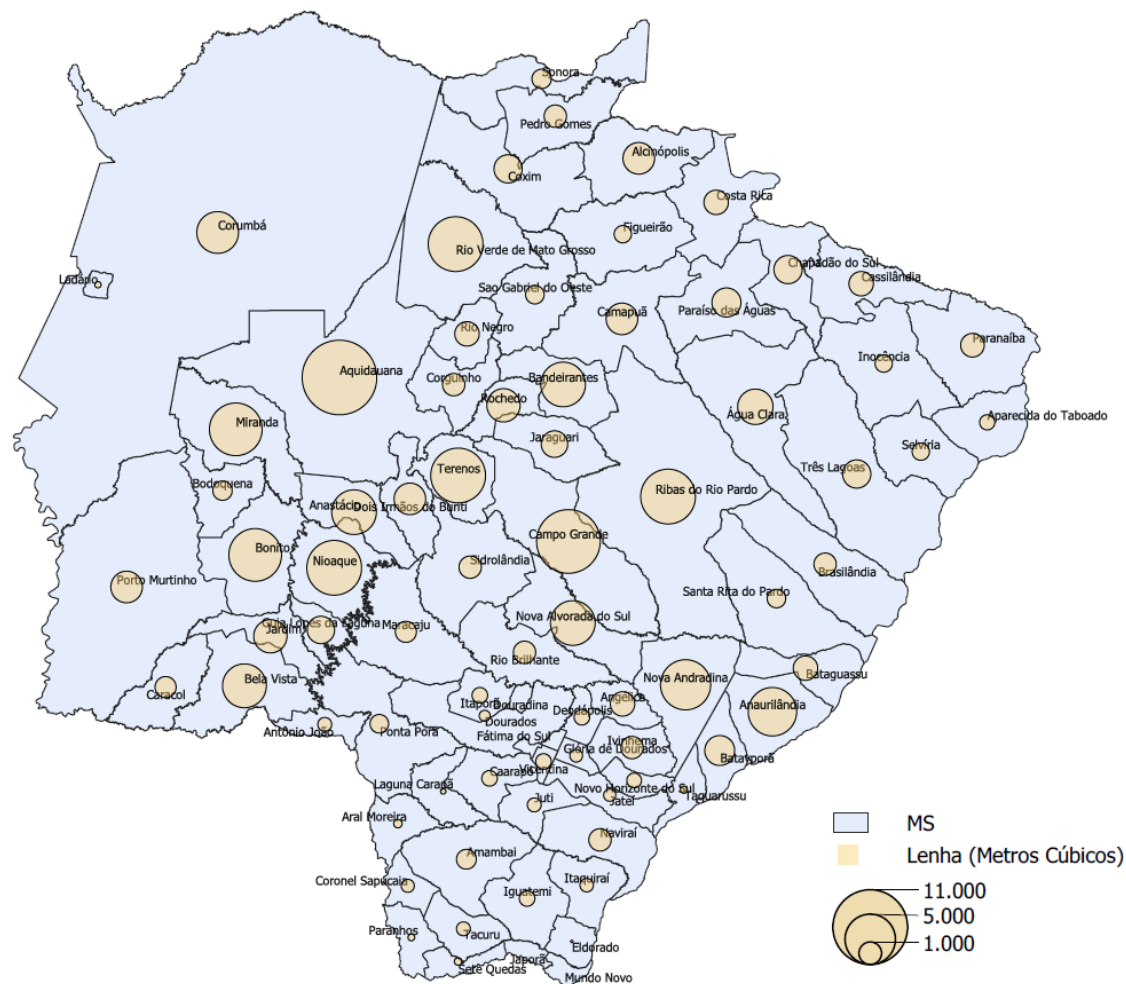 Sonora
Pedro Gomes
Alcinópolis
Coxim
Costa Rica
Corumbá
Figueirão
Rio Verde de Mato Grosso
Chapadão do Sul
Cassilândia
Ladário
Sao Gabriel do Oeste
Camapuã
Paraíso das Águas
Rio Negro
Paranaíba
Inocência
Aquidauana
Corguinho
Bandeirantes
Rochedo
Água Clara
Aparecida do Taboado
Miranda
Jaraguari
Selvíria
Terenos
Três Lagoas
Bodoquena
Ribas do Rio Pardo
Anastácio
Dois Irmãos do Buriti
Campo Grande
Bonito
Nioaque
Sidrolândia
Brasilândia
Porto Murtinho
Santa Rita do Pardo
Nova Alvorada do Sul
Guia Lopes da Laguna
Jardim
Maracaju
Rio Brilhante
Bataguassu
Nova Andradina
Bela Vista
Caracol
Angélica
Itaporã
Douradina
Anaurilândia
Deodápolis
Dourados
Antônio João
Ponta Porã
Fátima do Sul
Ivinhema
Glória de Dourados
Batayporã
Vicentina
Caarapó
Laguna Carapã
Novo Horizonte do Sul
Taquarussu
Jateí
Juti
Aral Moreira
Naviraí
Amambai
Coronel Sapucaia
Itaquiraí
Iguatemi
Paranhos
Tacuru
Eldorado
Japorã
Sete Quedas
Mundo Novo
MS
Lenha (Metros Cúbicos)
11.000
5.000
1.000